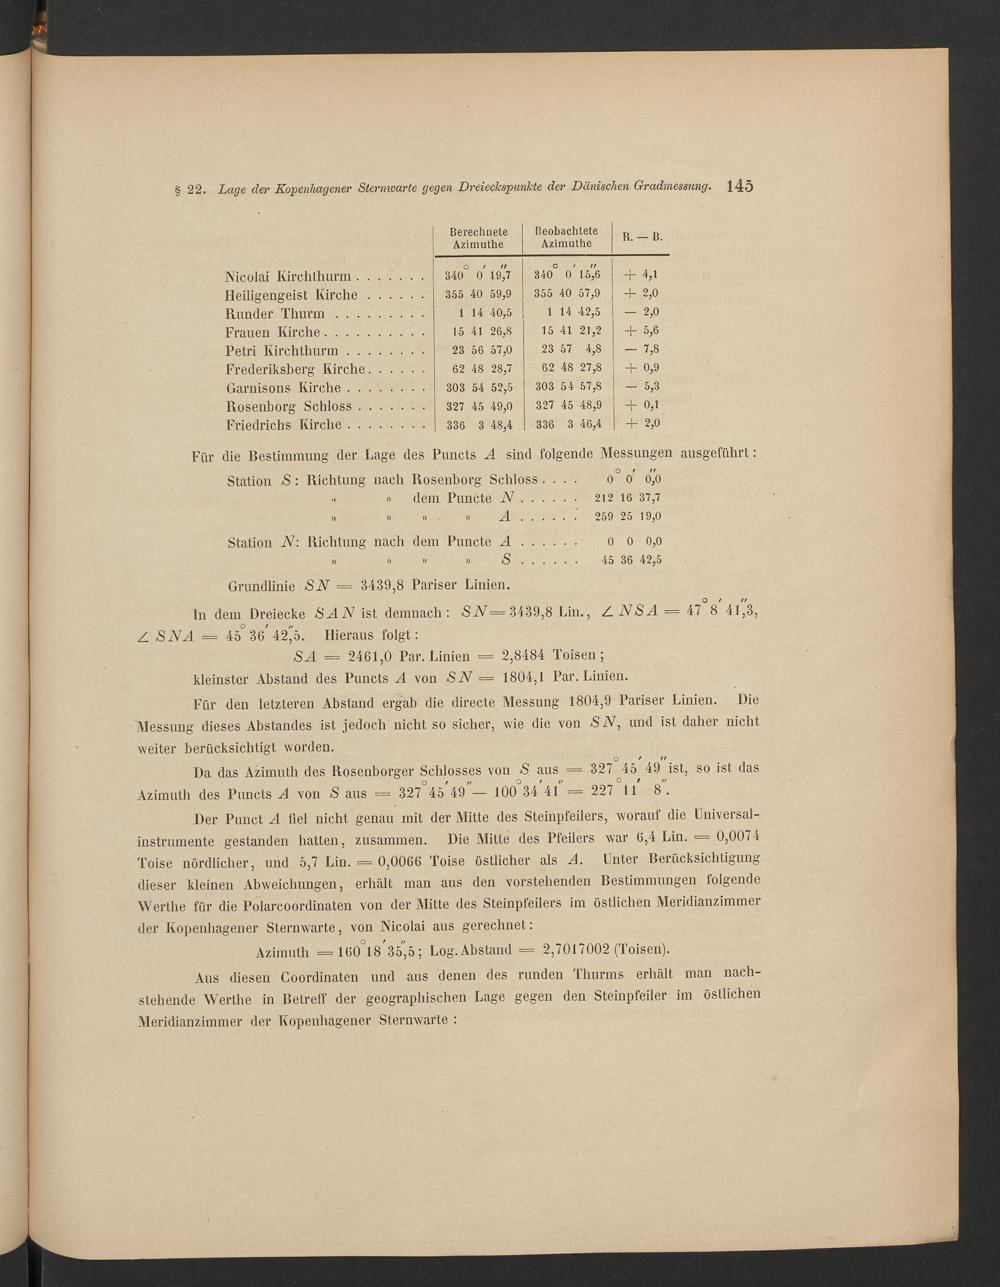 § 22. Lage der Kopenhagener Sternwarte gegen Dreieckspunkte der Dänischen Gradmessung. 145
Berechnete Azimuthe | Beobachtete Azimuthe | R. — B.
Nicolai Kirchthurm . . . . . . . 340° 0′ 19,″7 340° 0′ 15,″6 + 4,1
Heiligengeist Kirche . . . . . . 355 40 59,9 355 40 57,9 + 2,0
Runder Thurm . . . . . . . . . 1 14 40,5 1 14 42,5 — 2,0
Frauen Kirche . . . . . . . . . . 15 41 26,8 15 41 21,2 + 5,6
Petri Kirchthurm . . . . . . . . 23 56 57,0 23 57 4,8 — 7,8
Frederiksberg Kirche . . . . . . 62 48 28,7 62 48 27,8 + 0,9
Garnisons Kirche . . . . . . . . 303 54 52,5 303 54 57,8 — 5,3
Rosenborg Schloss . . . . . . . 327 45 49,0 327 45 48,9 + 0,1
Friedrichs Kirche . . . . . . . . 336 3 48,4 336 3 46,4 + 2,0
Für die Bestimmung der Lage des Puncts A sind folgende Messungen ausgeführt:
Station S: Richtung nach Rosenborg Schloss . . . . 0° 0′ 0,″0
" » dem Puncte N . . . . . . 212 16 37,7
» » » » A . . . . . . 259 25 19,0
Station N: Richtung nach dem Puncte A . . . . . . 0 0 0,0
» » » » S . . . . . . 45 36 42,5
Grundlinie SN = 3439,8 Pariser Linien.
In dem Dreiecke SAN ist demnach: SN = 3439,8 Lin., ∠ NSA = 47° 8′ 41,″3,
∠ SNA = 45° 36′ 42,″5. Hieraus folgt:
SA = 2461,0 Par. Linien = 2,8484 Toisen;
kleinster Abstand des Puncts A von SN = 1804,1 Par. Linien.
Für den letzteren Abstand ergab die directe Messung 1804,9 Pariser Linien. Die
Messung dieses Abstandes ist jedoch nicht so sicher, wie die von SN, und ist daher nicht
weiter berücksichtigt worden.
Da das Azimuth des Rosenborger Schlosses von S aus = 327° 45′ 49″ ist, so ist das
Azimuth des Puncts A von S aus = 327° 45′ 49″ — 100° 34′ 41″ = 227° 11′ 8″.
Der Punct A fiel nicht genau mit der Mitte des Steinpfeilers, worauf die Universal-
instrumente gestanden hatten, zusammen. Die Mitte des Pfeilers war 6,4 Lin. = 0,0074
Toise nördlicher, und 5,7 Lin. = 0,0066 Toise östlicher als A. Unter Berücksichtigung
dieser kleinen Abweichungen, erhält man aus den vorstehenden Bestimmungen folgende
Werthe für die Polarcoordinaten von der Mitte des Steinpfeilers im östlichen Meridianzimmer
der Kopenhagener Sternwarte, von Nicolai aus gerechnet:
Azimuth = 160° 18′ 35,″5; Log. Abstand = 2,7017002 (Toisen).
Aus diesen Coordinaten und aus denen des runden Thurms erhält man nach-
stehende Werthe in Betreff der geographischen Lage gegen den Steinpfeiler im östlichen
Meridianzimmer der Kopenhagener Sternwarte: